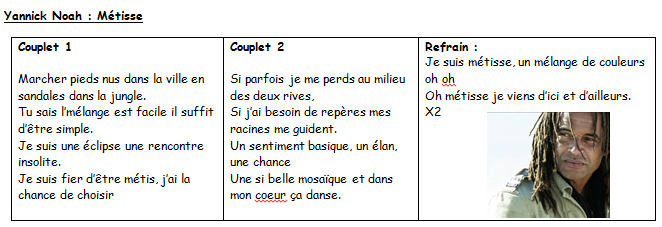 Yannick Noah : Métisse
Couplet 1
Marcher pieds nus dans la ville en
sandales dans la jungle.
Tu sais l’mélange est facile il suffit
d’être simple.
Je suis une éclipse une rencontre
insolite.
Je suis fier d’être métis, j’ai la
chance de choisir
Couplet 2
Si parfois je me perds au milieu
des deux rives,
Si j’ai besoin de repères mes
racines me guident.
Un sentiment basique, un élan,
une chance
Une si belle mosaïque et dans
mon coeur ça danse.
Refrain :
Je suis métisse, un mélange de couleurs
oh oh
Oh métisse je viens d’ici et d’ailleurs.
X2